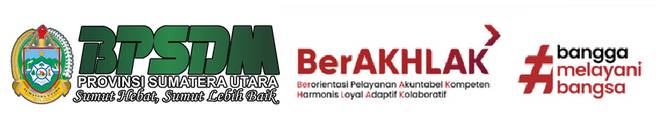 BPSDM
PROVINSI SUMATERA UTARA
Sumut Hebat, Sumut Lebih Baik
BerAKHLAK
Berorientasi Pelayanan Akuntabel Kompeten
Harmonis Loyal Adaptif Kolaboratif
#bangga
melayani
bangsa